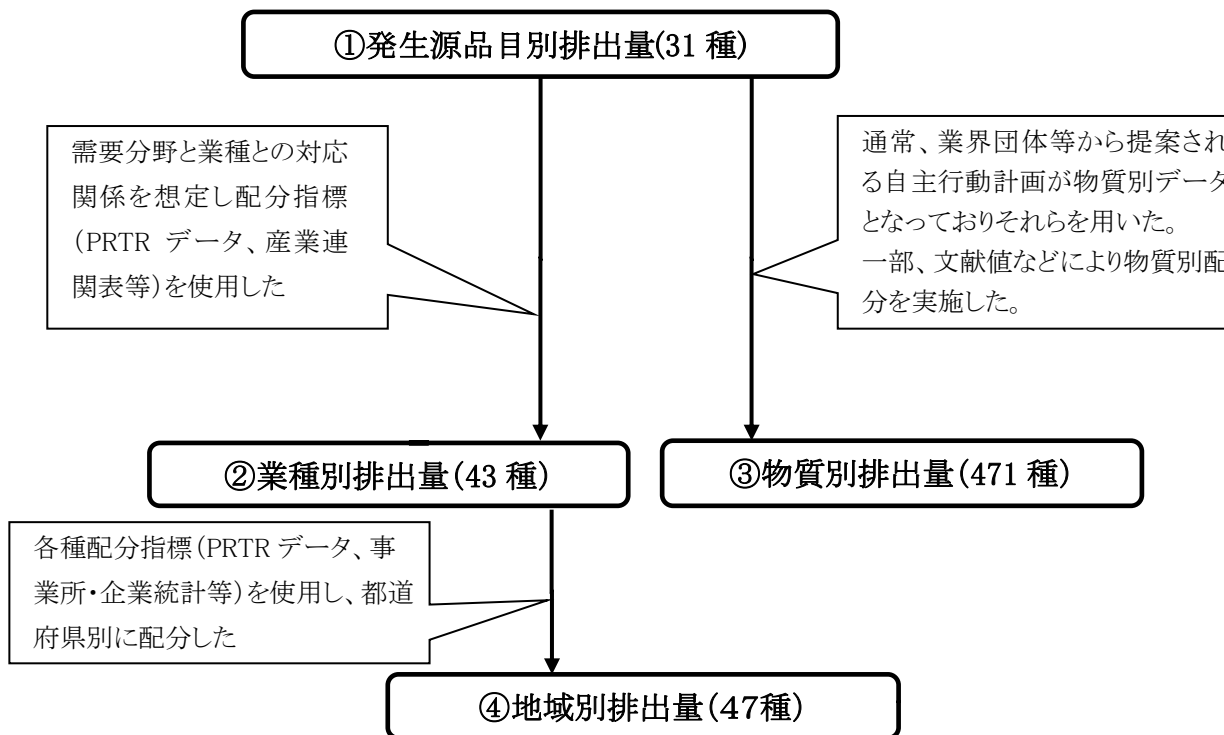 ①発生源品目別排出量(31 種)
需要分野と業種との対応
関係を想定し配分指標
（PRTR データ、産業連
関表等）を使用した
通常、業界団体等から提案され
る自主行動計画が物質別データ
となっておりそれらを用いた。
一部、文献値などにより物質別配
分を実施した。
②業種別排出量(43 種)
③物質別排出量(471 種)
各種配分指標（PRTR データ、事
業所・企業統計等）を使用し、都道
府県別に配分した
④地域別排出量（47種）